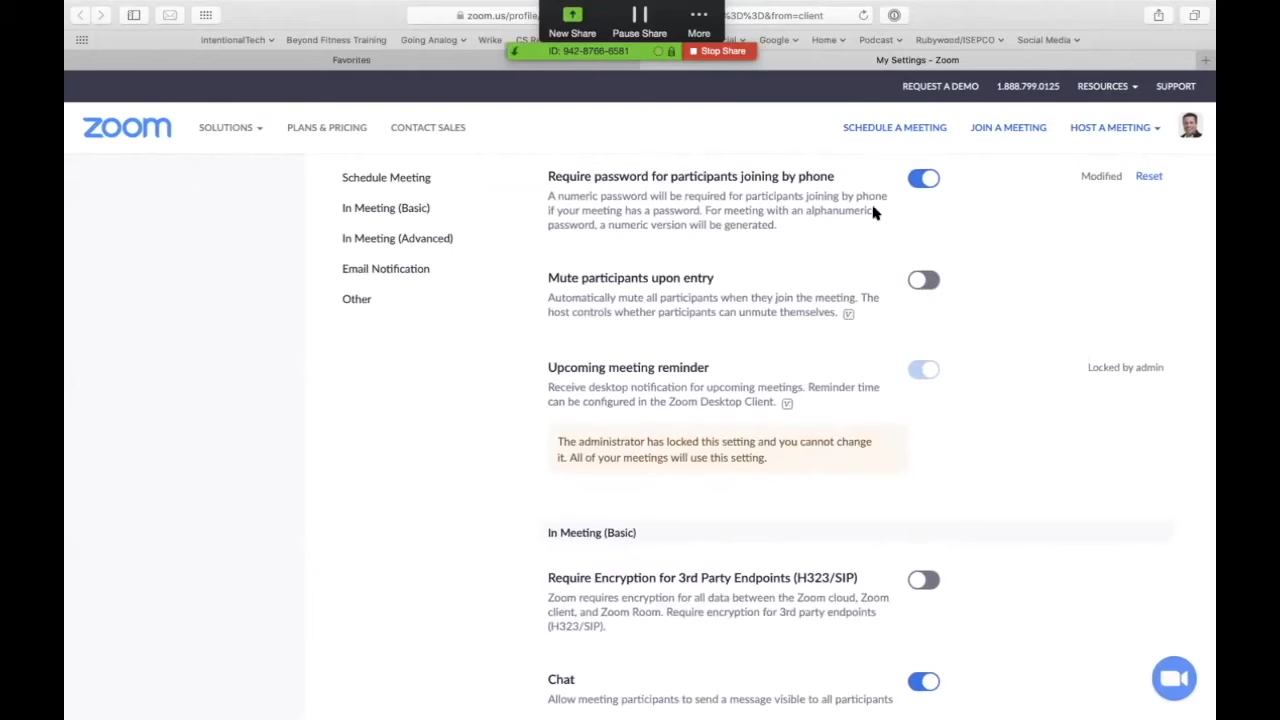 zoom.us/profile/
3D%3D&from=client
New Share
Pause Share
More
ID: 942-8766-6581
Stop Share
IntentionalTech
Beyond Fitness Training
Going Analog
Wrike
Google
Home
Podcast
Rubywood/ISEPCO
Social Media
Favorites
My Settings - Zoom
REQUEST A DEMO
1.888.799.0125
RESOURCES
SUPPORT
zoom
SOLUTIONS
PLANS & PRICING
CONTACT SALES
SCHEDULE A MEETING
JOIN A MEETING
HOST A MEETING
Schedule Meeting
In Meeting (Basic)
In Meeting (Advanced)
Email Notification
Other
Require password for participants joining by phone
Modified
Reset
A numeric password will be required for participants joining by phone
if your meeting has a password. For meeting with an alphanumeric
password, a numeric version will be generated.
Mute participants upon entry
Automatically mute all participants when they join the meeting. The
host controls whether participants can unmute themselves.
Upcoming meeting reminder
Locked by admin
Receive desktop notification for upcoming meetings. Reminder time
can be configured in the Zoom Desktop Client.
The administrator has locked this setting and you cannot change
it. All of your meetings will use this setting.
In Meeting (Basic)
Require Encryption for 3rd Party Endpoints (H323/SIP)
Zoom requires encryption for all data between the Zoom cloud, Zoom
client, and Zoom Room. Require encryption for 3rd party endpoints
(H323/SIP).
Chat
Allow meeting participants to send a message visible to all participants